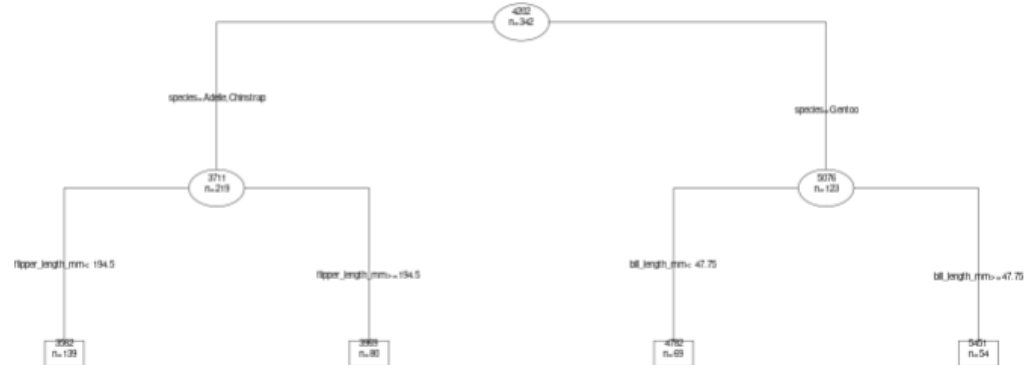 4202
n=342
species=Adelie,Chinstrap
species=Gentoo
3711
n=219
5076
n=123
flipper_length_mm< 194.5
flipper_length_mm>=194.5
bill_length_mm< 47.75
bill_length_mm>=47.75
n=139
n=80
4782
n=69
5451
n=54